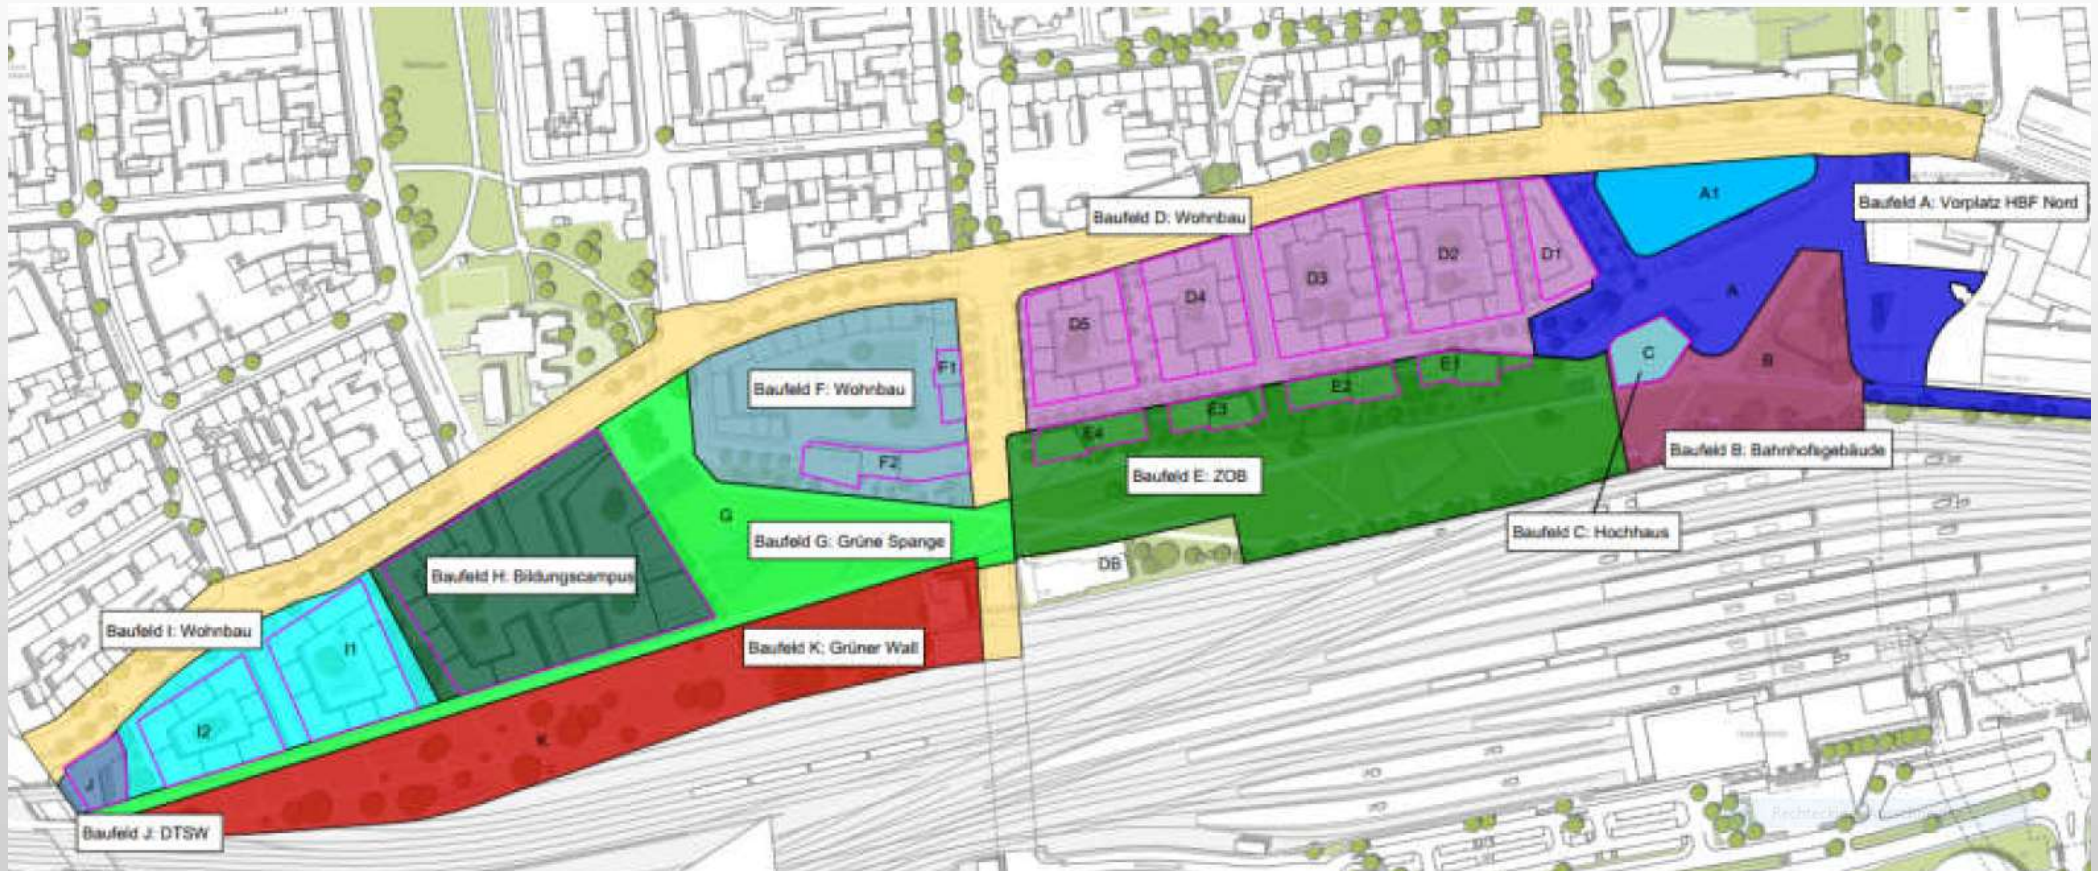 A1
Baufeld A: Vorplatz HBF Nord
Baufeld D: Wohnbau
D1
D2
D3
D4
D5
A
B
C
E1
E2
E3
E4
F1
Baufeld F: Wohnbau
F2
Baufeld B: Bahnhofsgebäude
Baufeld E: ZOB
Baufeld C: Hochhaus
G
Baufeld G: Grüne Spange
DB
Baufeld H: Bildungscampus
Baufeld I: Wohnbau
I1
Baufeld K: Grüner Wall
I2
K
J
Baufeld J: DTSW